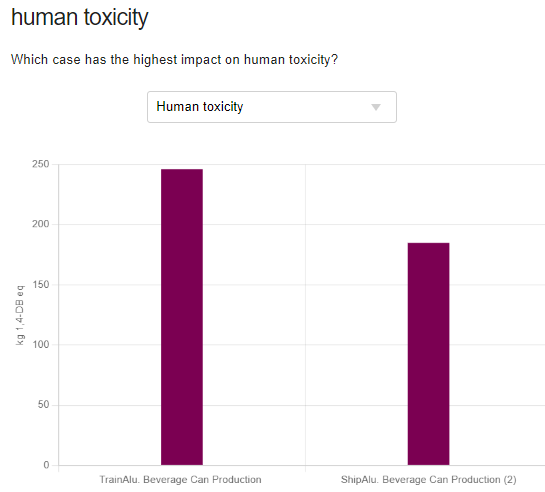 human toxicity
Which case has the highest impact on human toxicity?
Human toxicity
250
200
150
100
50
0
kg 1,4-DB eq
TrainAlu. Beverage Can Production
ShipAlu. Beverage Can Production (2)